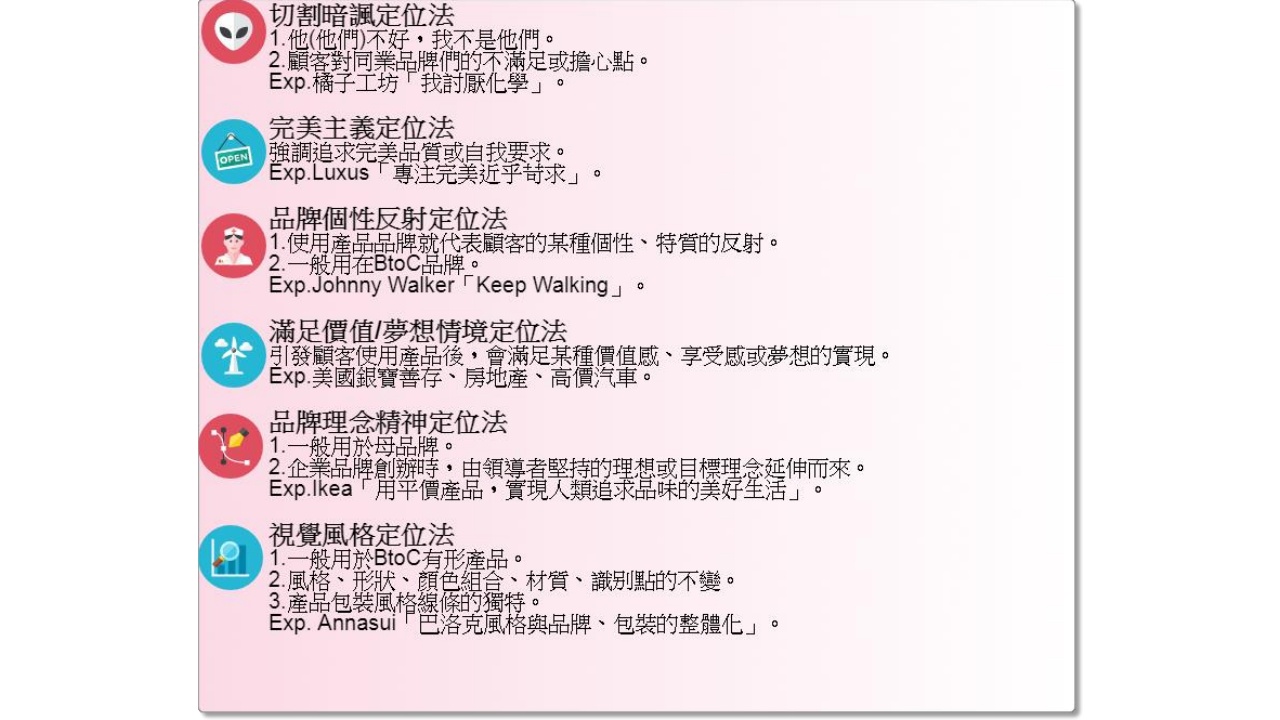 切割暗諷定位法
1.他(他們)不好，我不是他們。
2.顧客對同業品牌們的不滿足或擔心點。
Exp.橘子工坊「我討厭化學」。
完美主義定位法
強調追求完美品質或自我要求。
Exp.Luxus「專注完美近乎苛求」。
OPEN
品牌個性反射定位法
1.使用產品品牌就代表顧客的某種個性、特質的反射。
2.一般用在BtoC品牌。
Exp.Johnny Walker「Keep Walking」。
滿足價值/夢想情境定位法
引發顧客使用產品後，會滿足某種價值感、享受感或夢想的實現。
Exp.美國銀寶善存、房地產、高價汽車。
品牌理念精神定位法
1.一般用於母品牌。
2.企業品牌創辦時，由領導者堅持的理想或目標理念延伸而來。
Exp.Ikea「用平價產品，實現人類追求品味的美好生活」。
視覺風格定位法
1.一般用於BtoC有形產品。
2.風格、形狀、顏色組合、材質、識別點的不變。
3.產品包裝風格線條的獨特。
Exp. Annasui「巴洛克風格與品牌、包裝的整體化」。